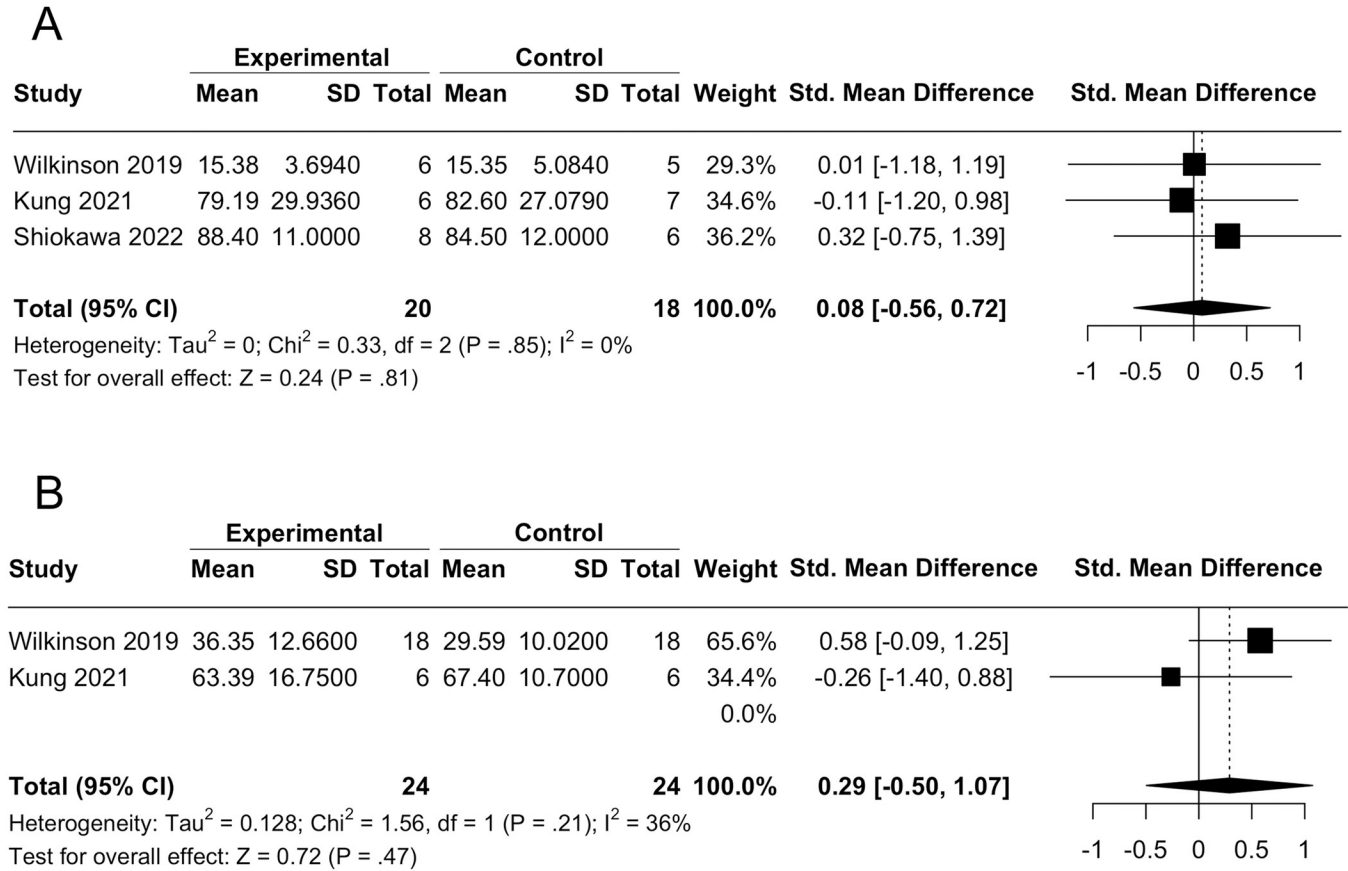 A
Experimental Control
Study Mean SD Total Mean SD Total Weight Std. Mean Difference Std. Mean Difference
Wilkinson 2019 15.38 3.6940 6 15.35 5.0840 5 29.3% 0.01 [-1.18, 1.19]
Kung 2021 79.19 29.9360 6 82.60 27.0790 7 34.6% -0.11 [-1.20, 0.98]
Shiokawa 2022 88.40 11.0000 8 84.50 12.0000 6 36.2% 0.32 [-0.75, 1.39]
Total (95% CI) 20 18 100.0% 0.08 [-0.56, 0.72]
Heterogeneity: Tau² = 0; Chi² = 0.33, df = 2 (P = .85); I² = 0%
Test for overall effect: Z = 0.24 (P = .81)
-1 -0.5 0 0.5 1
B
Experimental Control
Study Mean SD Total Mean SD Total Weight Std. Mean Difference Std. Mean Difference
Wilkinson 2019 36.35 12.6600 18 29.59 10.0200 18 65.6% 0.58 [-0.09, 1.25]
Kung 2021 63.39 16.7500 6 67.40 10.7000 6 34.4% -0.26 [-1.40, 0.88]
0.0%
Total (95% CI) 24 24 100.0% 0.29 [-0.50, 1.07]
Heterogeneity: Tau² = 0.128; Chi² = 1.56, df = 1 (P = .21); I² = 36%
Test for overall effect: Z = 0.72 (P = .47)
-1 -0.5 0 0.5 1